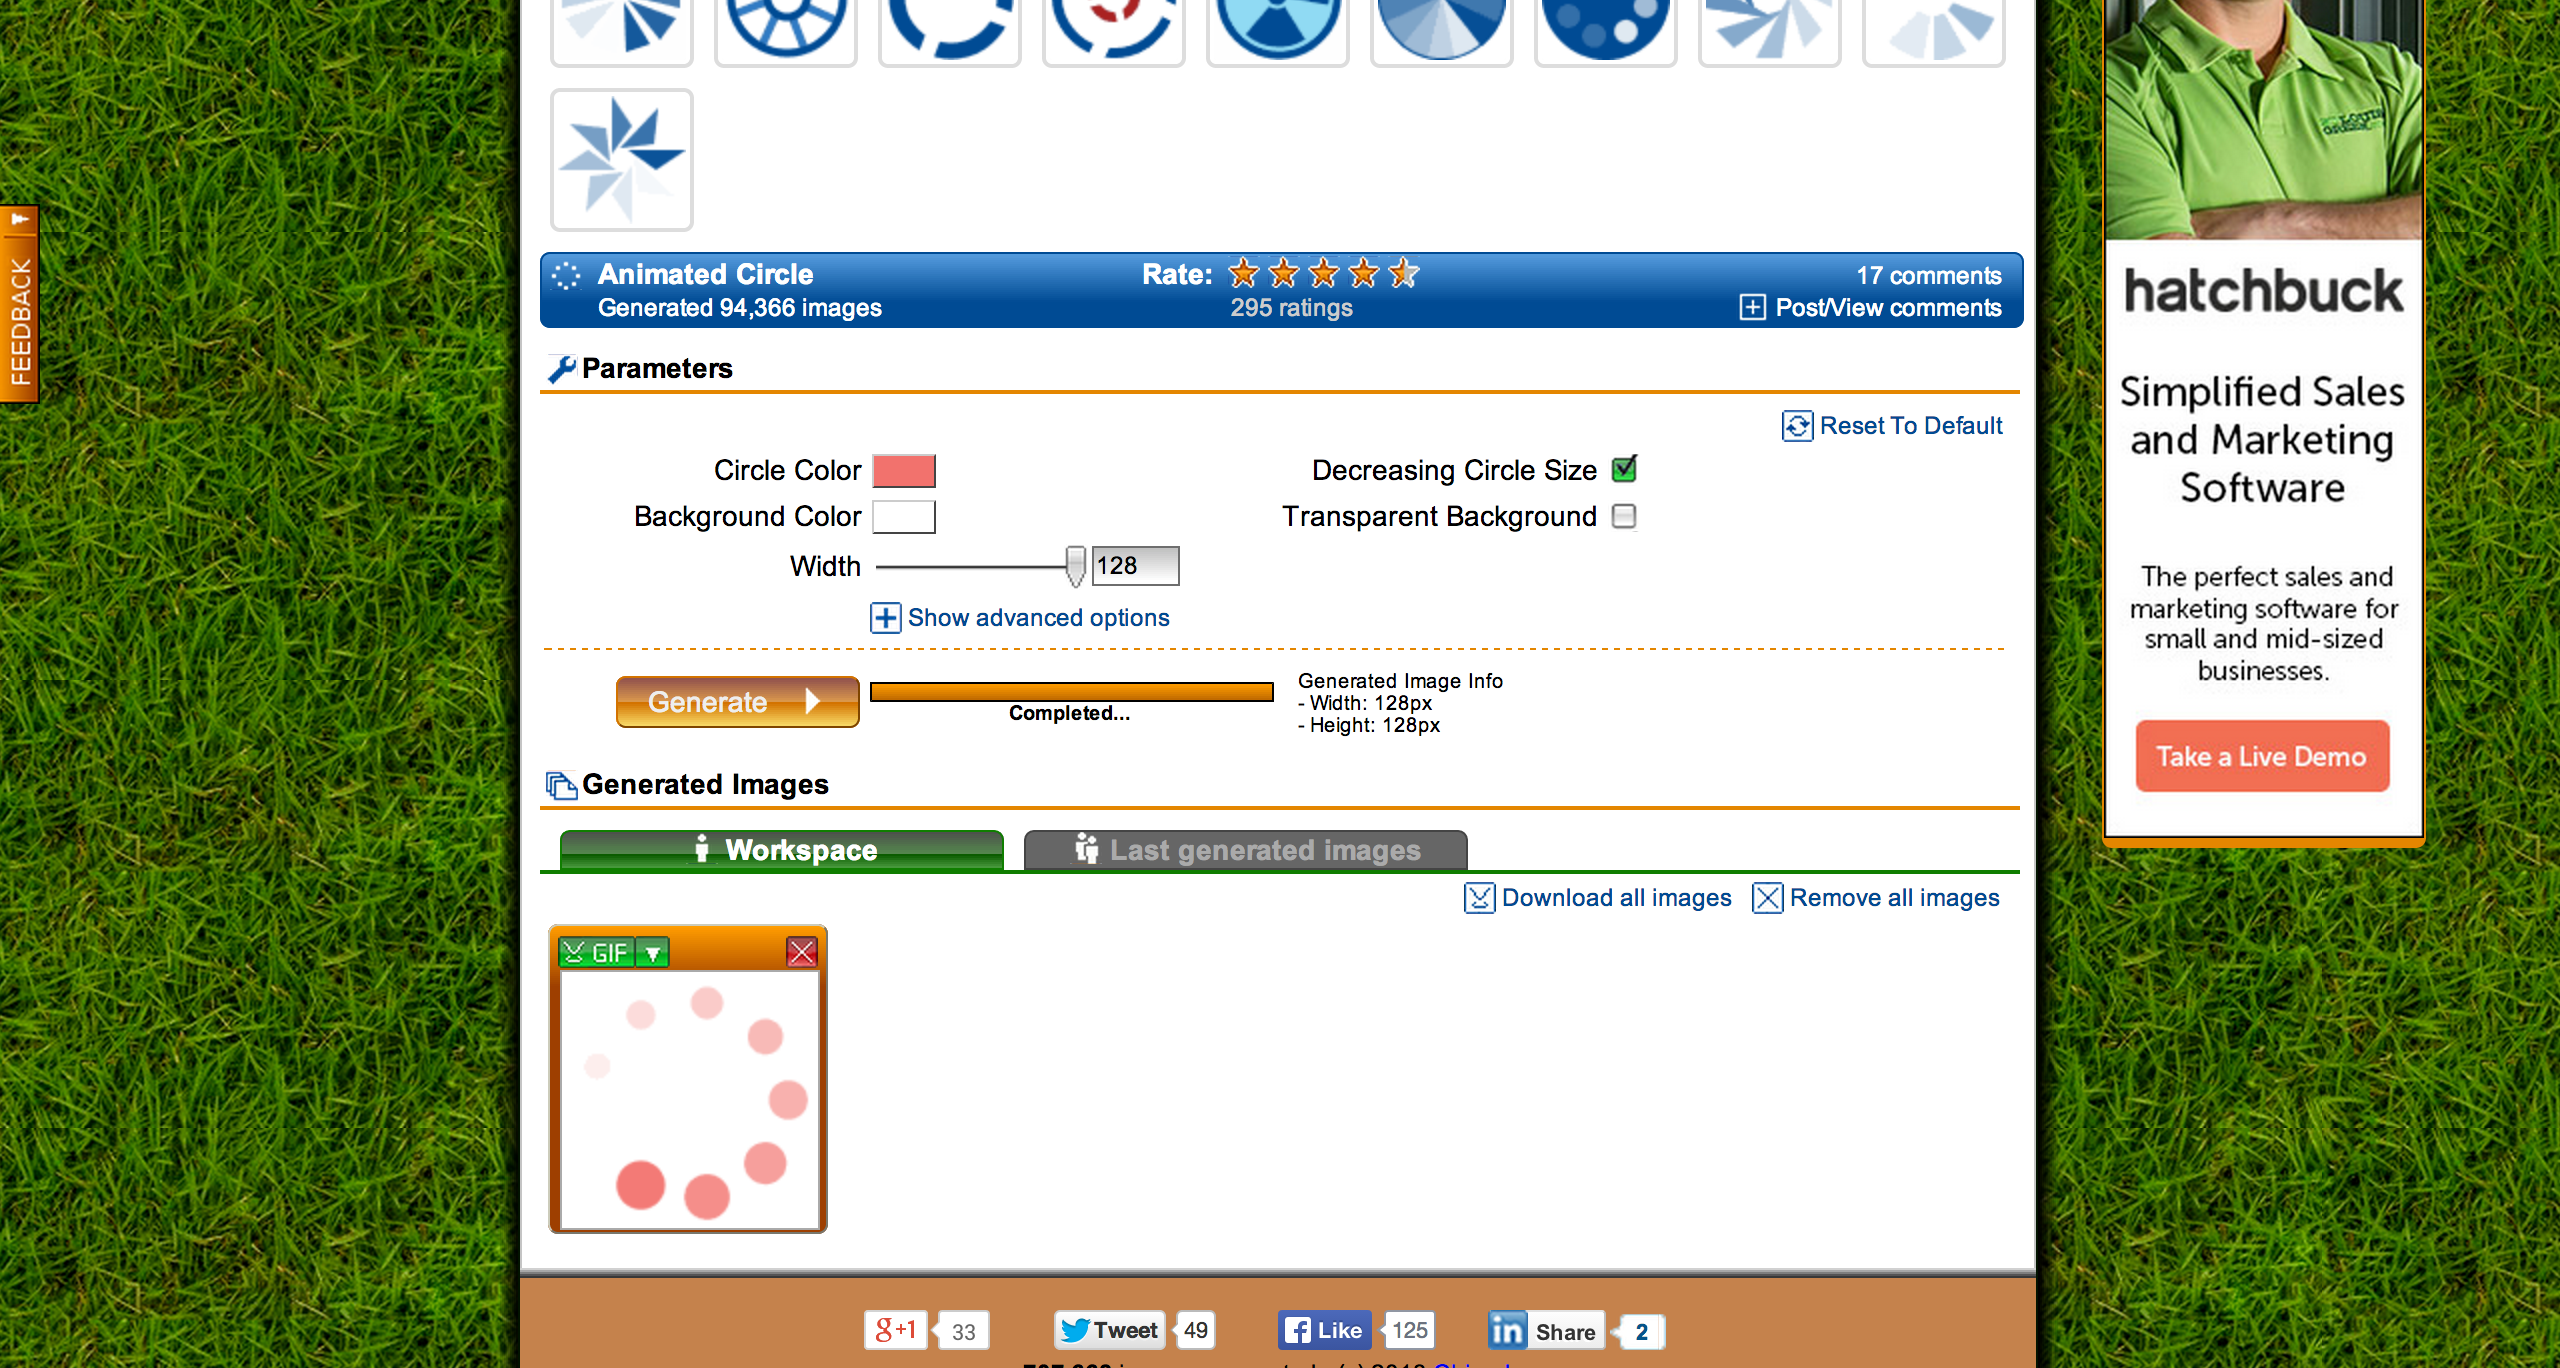 FEEDBACK
Animated Circle
Generated 94,366 images
Rate:
295 ratings
17 comments
Post/View comments
Parameters
Reset To Default
Circle Color
Decreasing Circle Size
Background Color
Transparent Background
Width
128
Show advanced options
Generate
Completed...
Generated Image Info
- Width: 128px
- Height: 128px
Generated Images
Workspace
Last generated images
Download all images
Remove all images
GIF
g+1
33
Tweet
49
Like
125
in Share
2
hatchbuck
Simplified Sales
and Marketing
Software
The perfect sales and
marketing software for
small and mid-sized
businesses.
Take a Live Demo